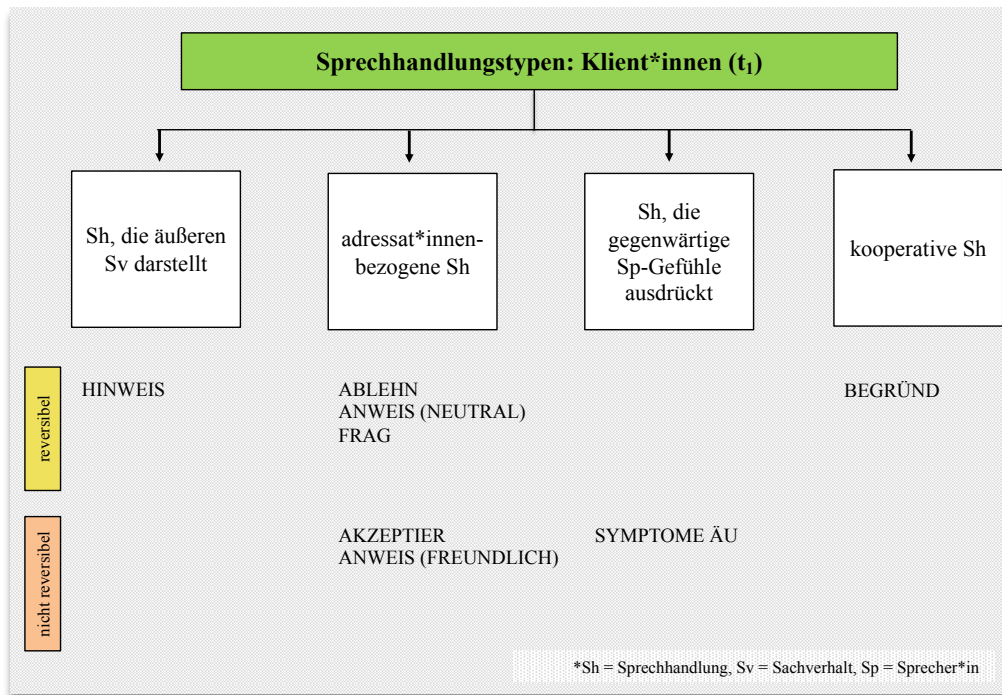 Sprechhandlungstypen: Klient*innen (t₁)
Sh, die äußeren
Sv darstellt
adressat*innen-
bezogene Sh
Sh, die
gegenwärtige
Sp-Gefühle
ausdrückt
kooperative Sh
reversibel
HINWEIS
ABLEHN
ANWEIS (NEUTRAL)
FRAG
BEGRÜND
nicht reversibel
AKZEPTIER
ANWEIS (FREUNDLICH)
SYMPTOME ÄU
*Sh = Sprechhandlung, Sv = Sachverhalt, Sp = Sprecher*in